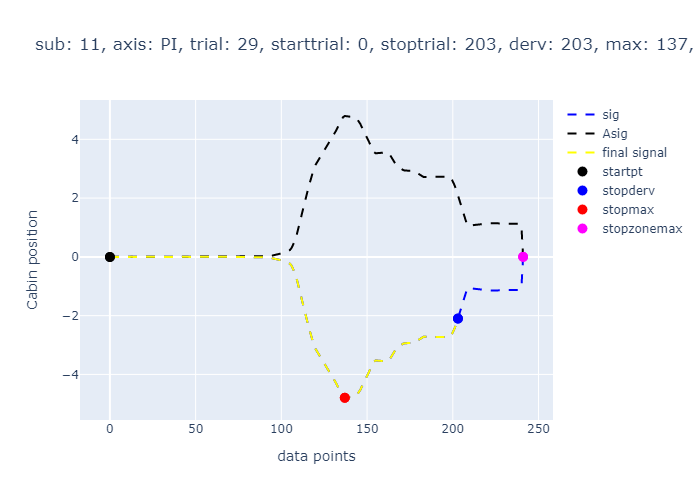 sub: 11, axis: PI, trial: 29, starttrial: 0, stoptrial: 203, derv: 203, max: 137,
sig
Asig
final signal
startpt
stopderv
stopmax
stopzonemax
4
2
0
−2
−4
Cabin position
0
50
100
150
200
250
data points